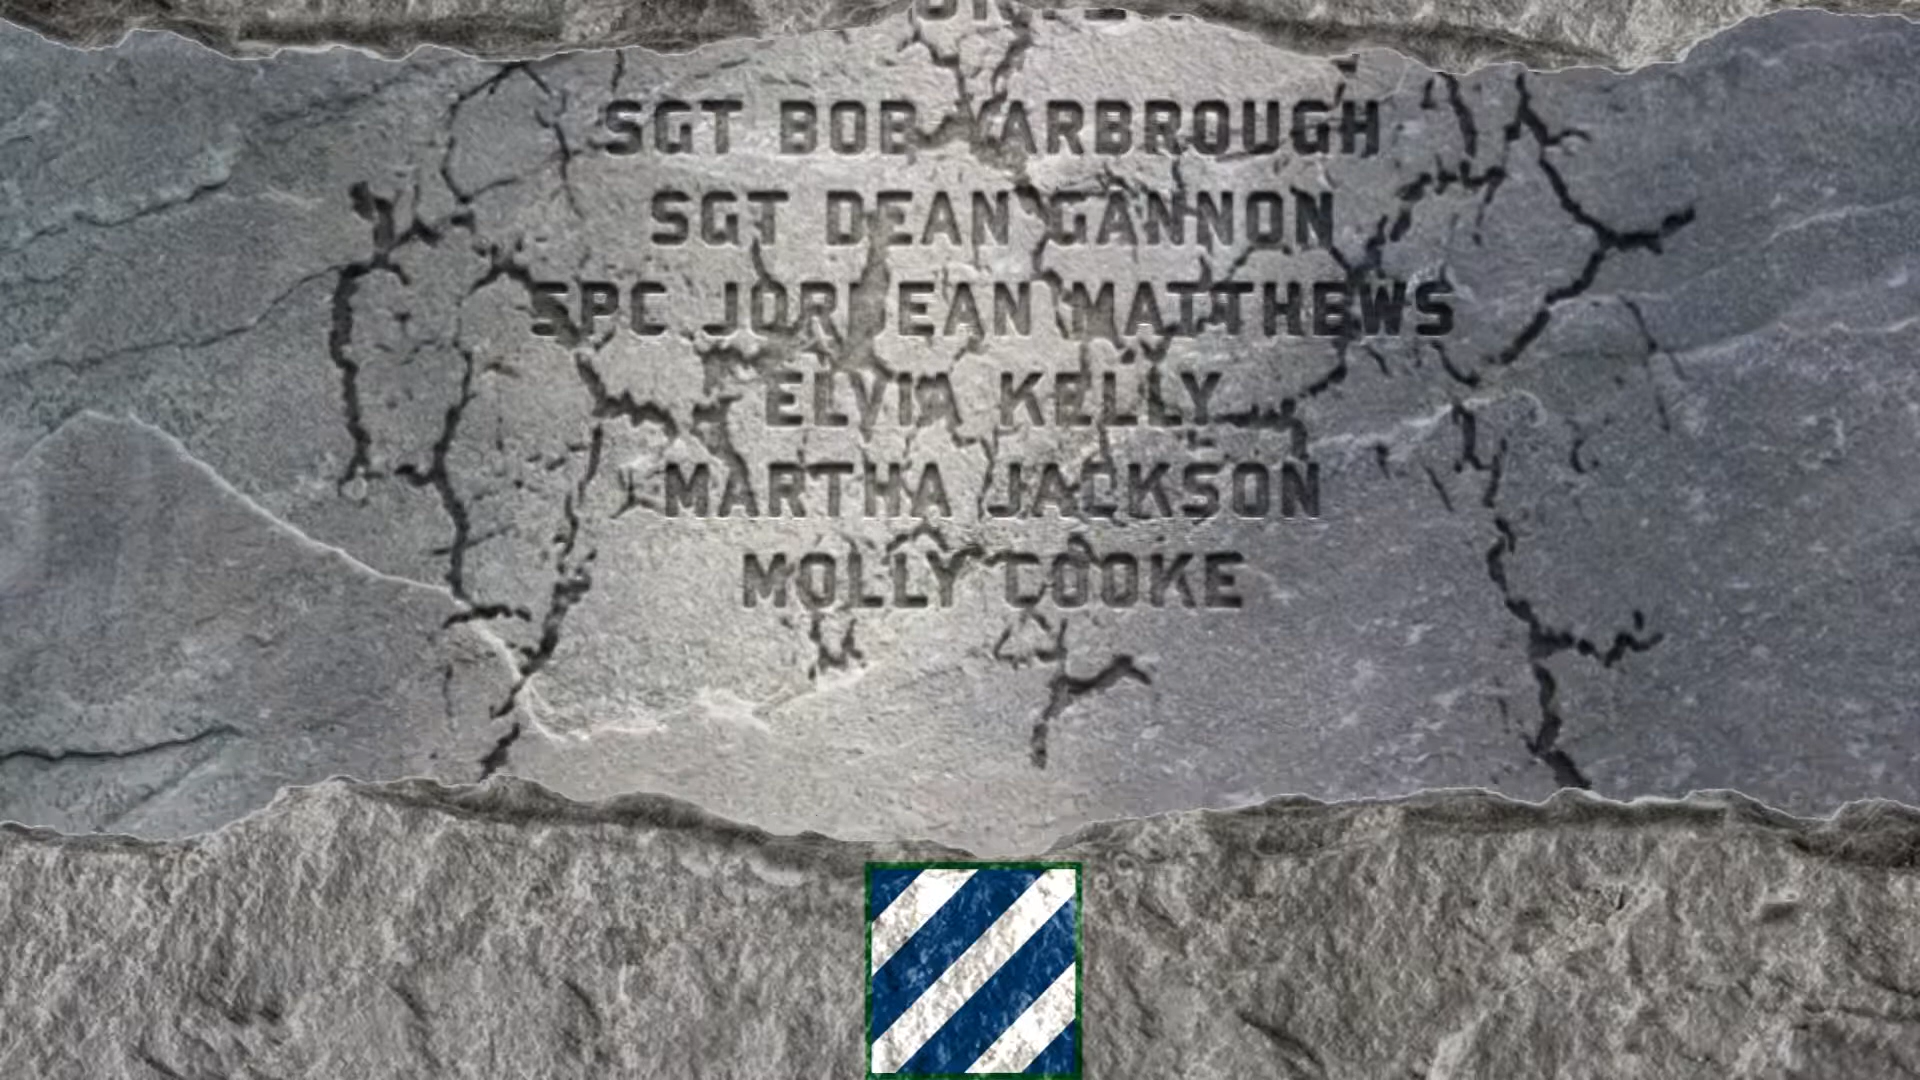 SGT BOB YARBROUGH
SGT DEAN GANNON
SPC JORDEAN MATTHEWS
ELVIA KELLY
MARTHA JACKSON
MOLLY COOKE